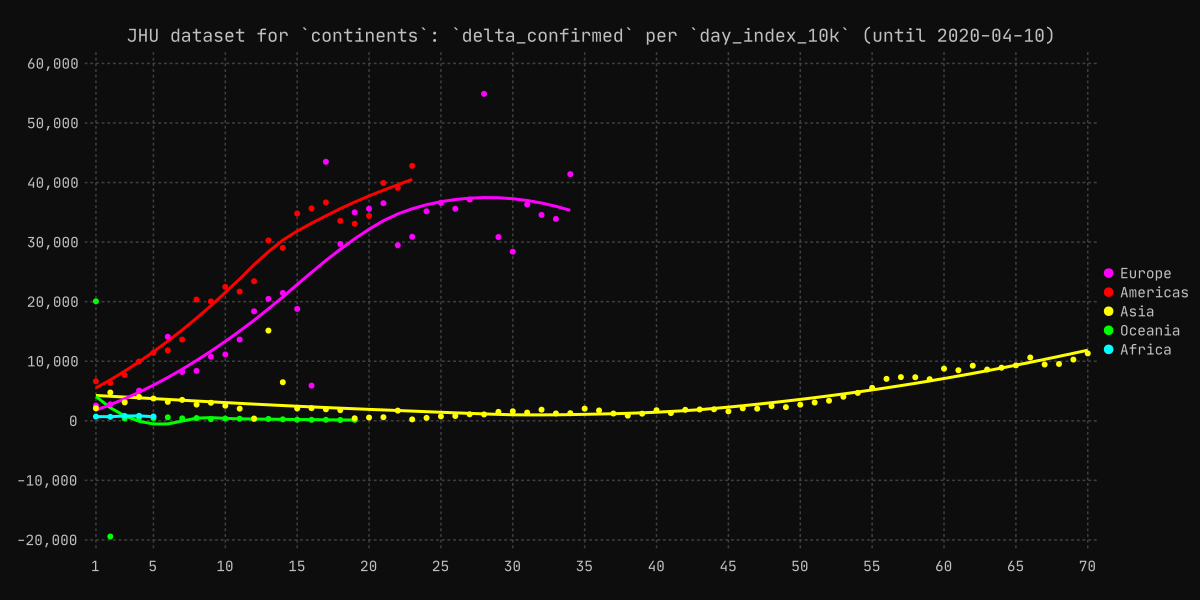 JHU dataset for `continents`: `delta_confirmed` per `day_index_10k` (until 2020-04-10)
60,000
50,000
40,000
30,000
20,000
10,000
0
-10,000
-20,000
1 5 10 15 20 25 30 35 40 45 50 55 60 65 70
Europe
Americas
Asia
Oceania
Africa